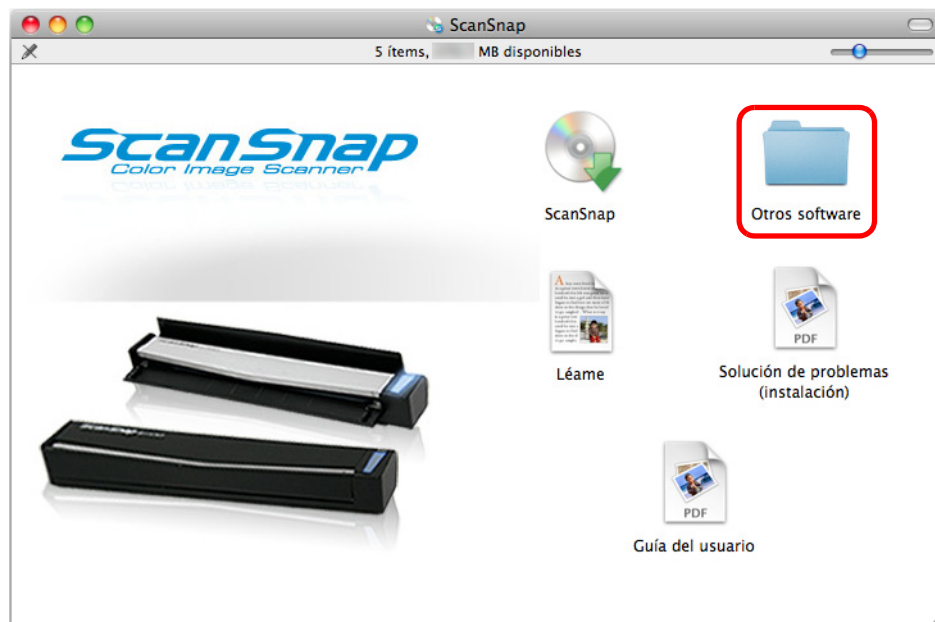 ScanSnap
5 ítems, MB disponibles
ScanSnap
Color Image Scanner
ScanSnap
Otros software
Léame
PDF
Solución de problemas
(instalación)
PDF
Guía del usuario
ScanSnap